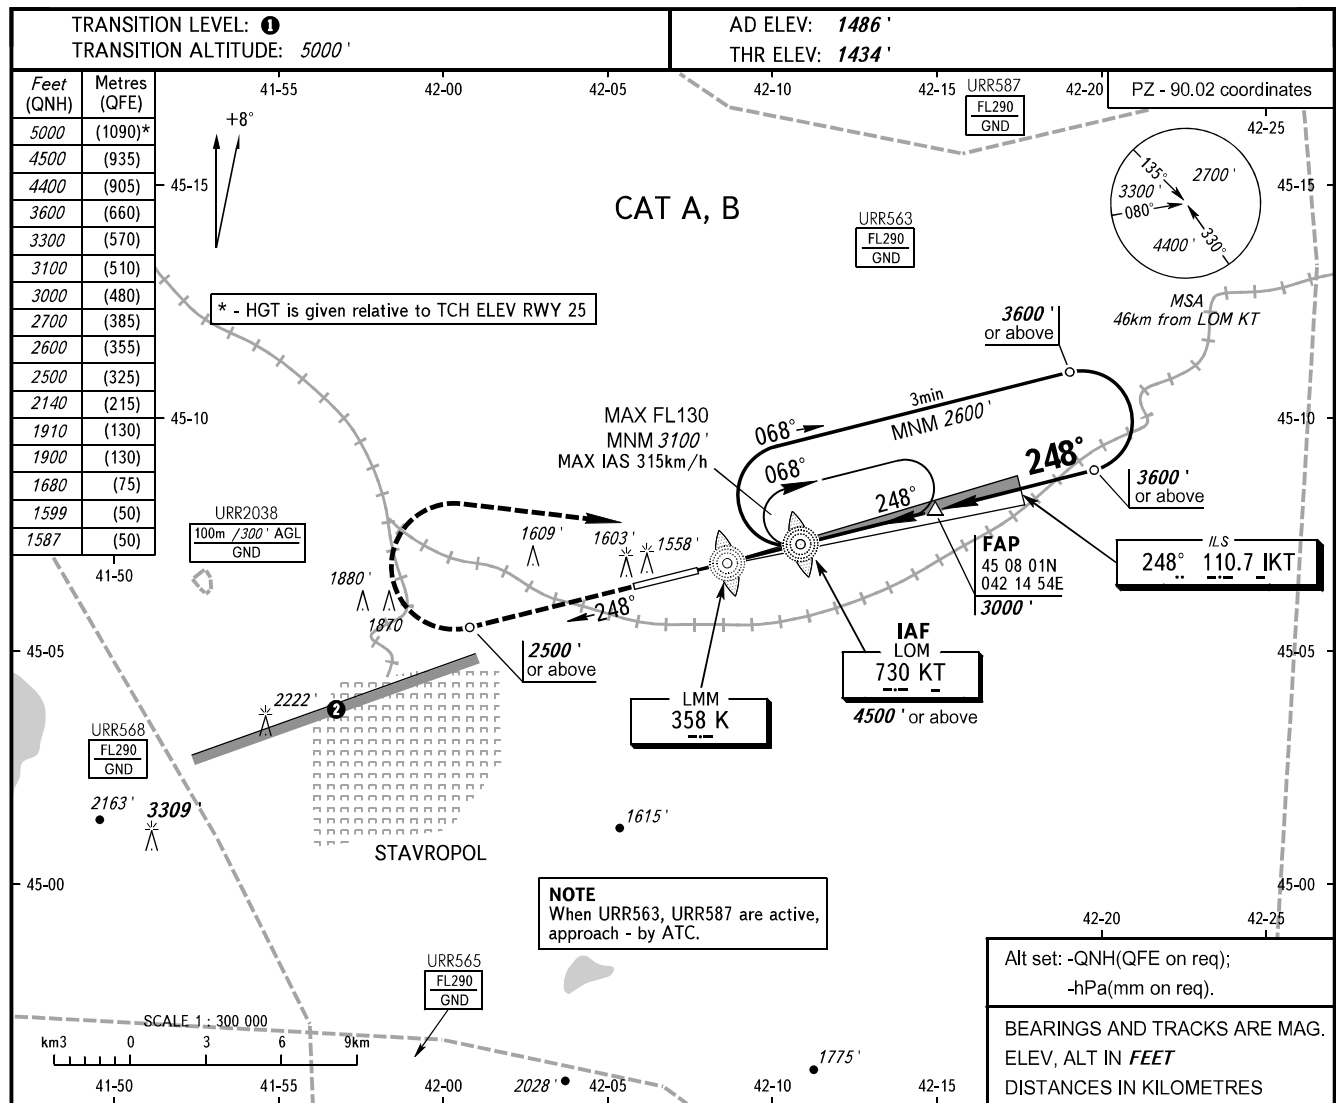 TRANSITION LEVEL: ❶
TRANSITION ALTITUDE: 5000 '
AD ELEV: 1486 '
THR ELEV: 1434 '
Feet (QNH) Metres (QFE)
5000 (1090)*
4500 (935)
4400 (905)
3600 (660)
3300 (570)
3100 (510)
3000 (480)
2700 (385)
2600 (355)
2500 (325)
2140 (215)
1910 (130)
1900 (130)
1680 (75)
1599 (50)
1587 (50)
41-55 42-00 42-05 42-10 42-15 42-20
PZ - 90.02 coordinates
42-25
URR587
FL290
GND
+8°
45-15
CAT A, B
URR563
FL290
GND
135°
2700 '
3300 '
080°
4400 '
330°
45-15
MSA
46km from LOM KT
* - HGT is given relative to TCH ELEV RWY 25
3600 '
or above
3min
MNM 2600 '
068°
MAX FL130
MNM 3100 '
MAX IAS 315km/h
068°
248°
248°
45-10
45-10
3600 '
or above
URR2038
100m /300' AGL
GND
41-50
1609 '
1603 '
1558 '
1880 '
1870
248°
FAP
45 08 01N
042 14 54E
3000 '
ILS
248° 110.7 IKT
2500 '
or above
IAF
LOM
730 KT
4500 ' or above
LMM
358 K
45-05
45-05
2222 '
❷
URR568
FL290
GND
2163 '
3309 '
1615 '
STAVROPOL
45-00
45-00
NOTE
When URR563, URR587 are active,
approach - by ATC.
42-20 42-25
URR565
FL290
GND
Alt set: -QNH(QFE on req);
-hPa(mm on req).
BEARINGS AND TRACKS ARE MAG.
ELEV, ALT IN FEET
DISTANCES IN KILOMETRES
SCALE 1 : 300 000
km3 0 3 6 9km
1775 '
2028 '
41-50 41-55 42-00 42-05 42-10 42-15